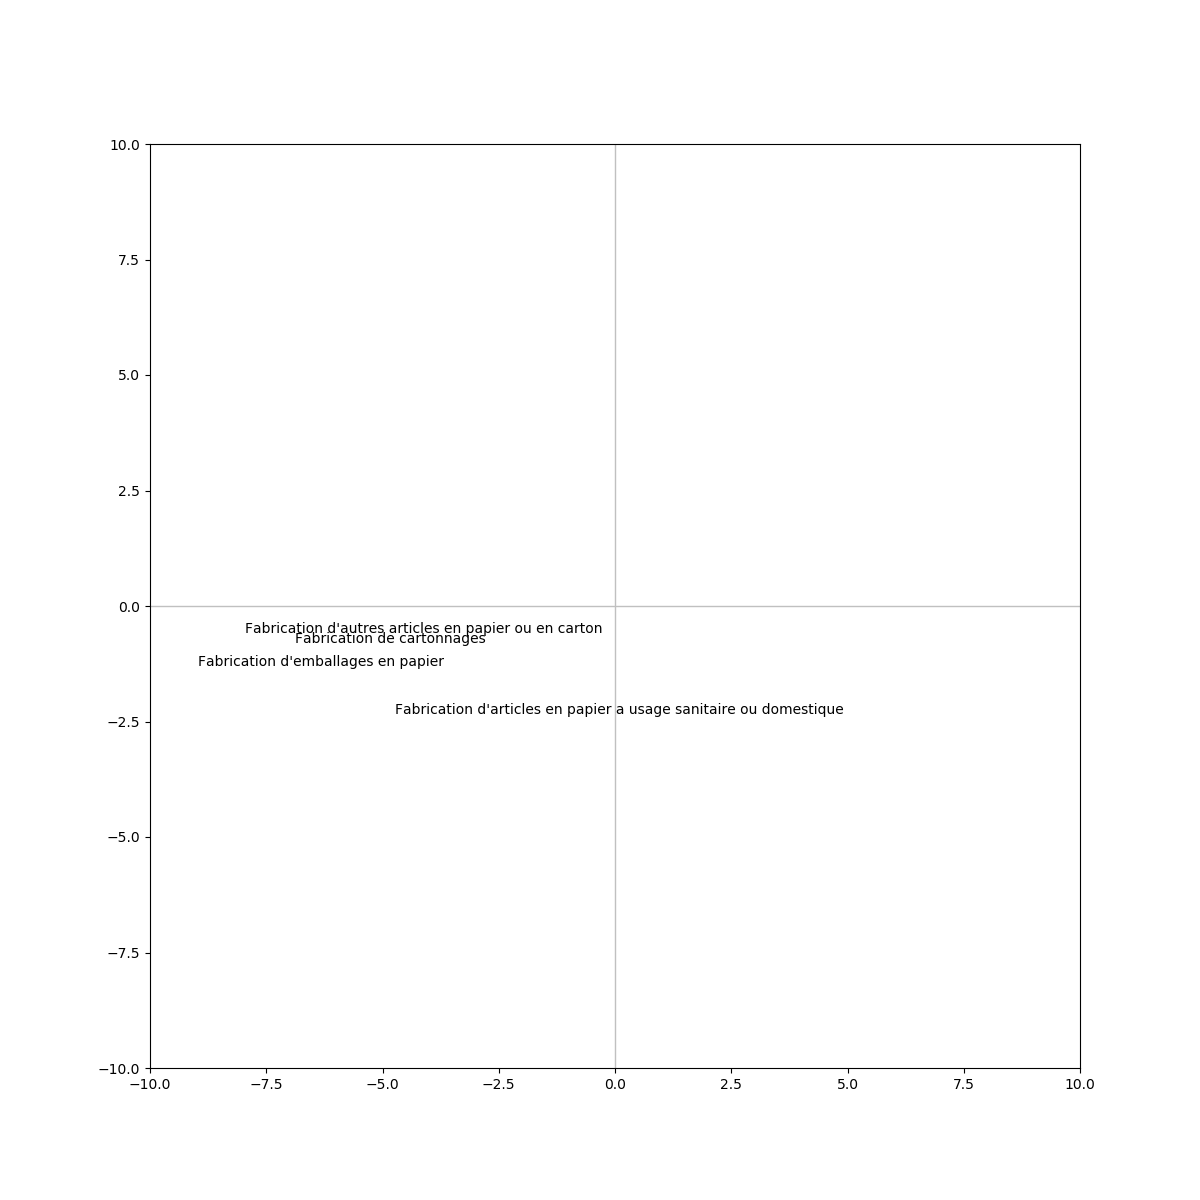 10.0
7.5
5.0
2.5
0.0
Fabrication d'autres articles en papier ou en carton
Fabrication de cartonnages
Fabrication d'emballages en papier
Fabrication d'articles en papier a usage sanitaire ou domestique
−2.5
−5.0
−7.5
−10.0
−10.0 −7.5 −5.0 −2.5 0.0 2.5 5.0 7.5 10.0